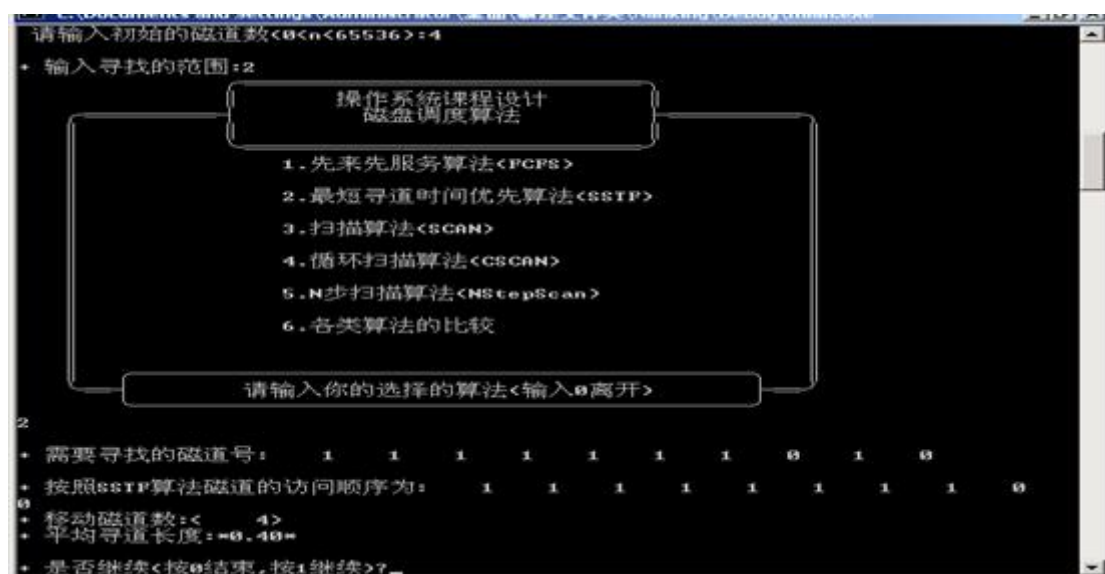 请输入初始的磁道数<0<n<65536>:4
* 输入寻找的范围:2
操作系统课程设计
磁盘调度算法
1.先来先服务算法<FCFS>
2.最短寻道时间优先算法<SSTF>
3.扫描算法<SCAN>
4.循环扫描算法<CSCAN>
5.N步扫描算法<NStepScan>
6.各类算法的比较
请输入你的选择的算法<输入0离开>
2
* 需要寻找的磁道号: 1 1 1 1 1 1 1 0 1 0
* 按照SSTF算法磁道的访问顺序为: 1 1 1 1 1 1 1 1 0
0
* 移动磁道数:< 4>
* 平均寻道长度:*0.40*
* 是否继续<按0结束,按1继续>?_